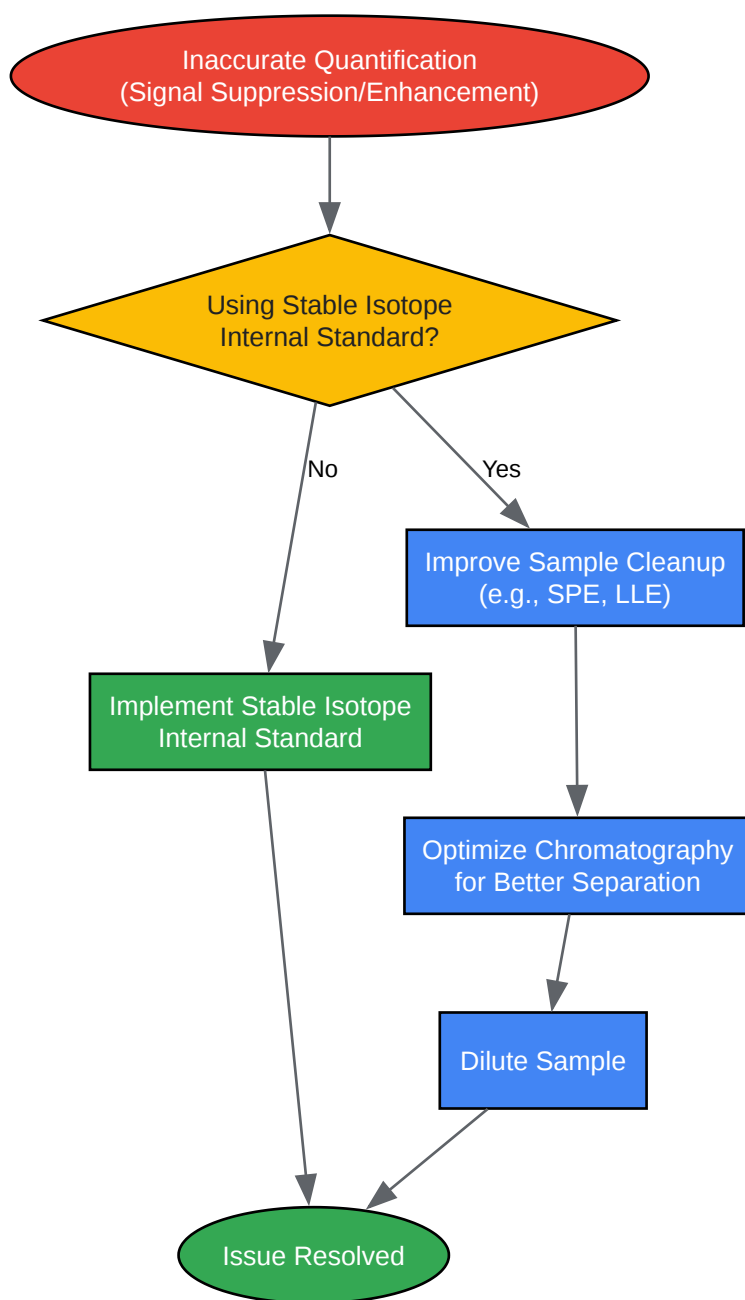 Inaccurate Quantification
(Signal Suppression/Enhancement)
Using Stable Isotope
Internal Standard?
No
Yes
Improve Sample Cleanup
(e.g., SPE, LLE)
Implement Stable Isotope
Internal Standard
Optimize Chromatography
for Better Separation
Dilute Sample
Issue Resolved